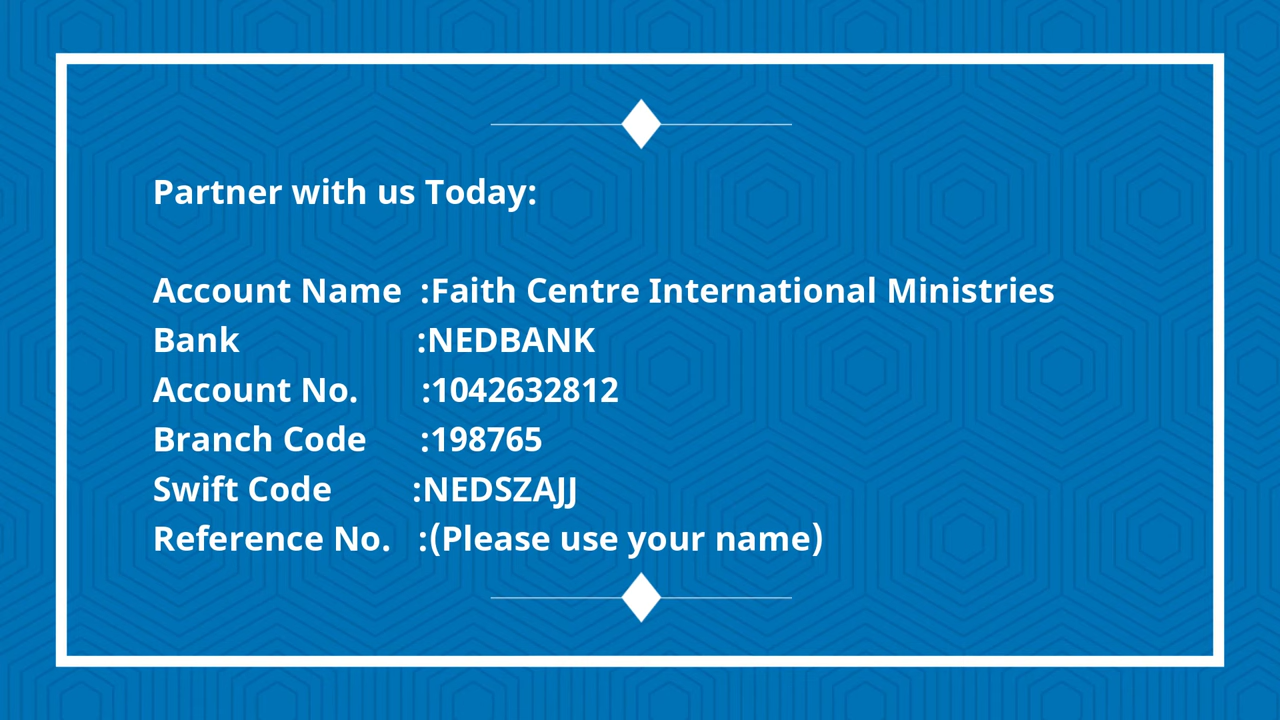 Partner with us Today:
Account Name :Faith Centre International Ministries
Bank :NEDBANK
Account No. :1042632812
Branch Code :198765
Swift Code :NEDSZAJJ
Reference No. :(Please use your name)